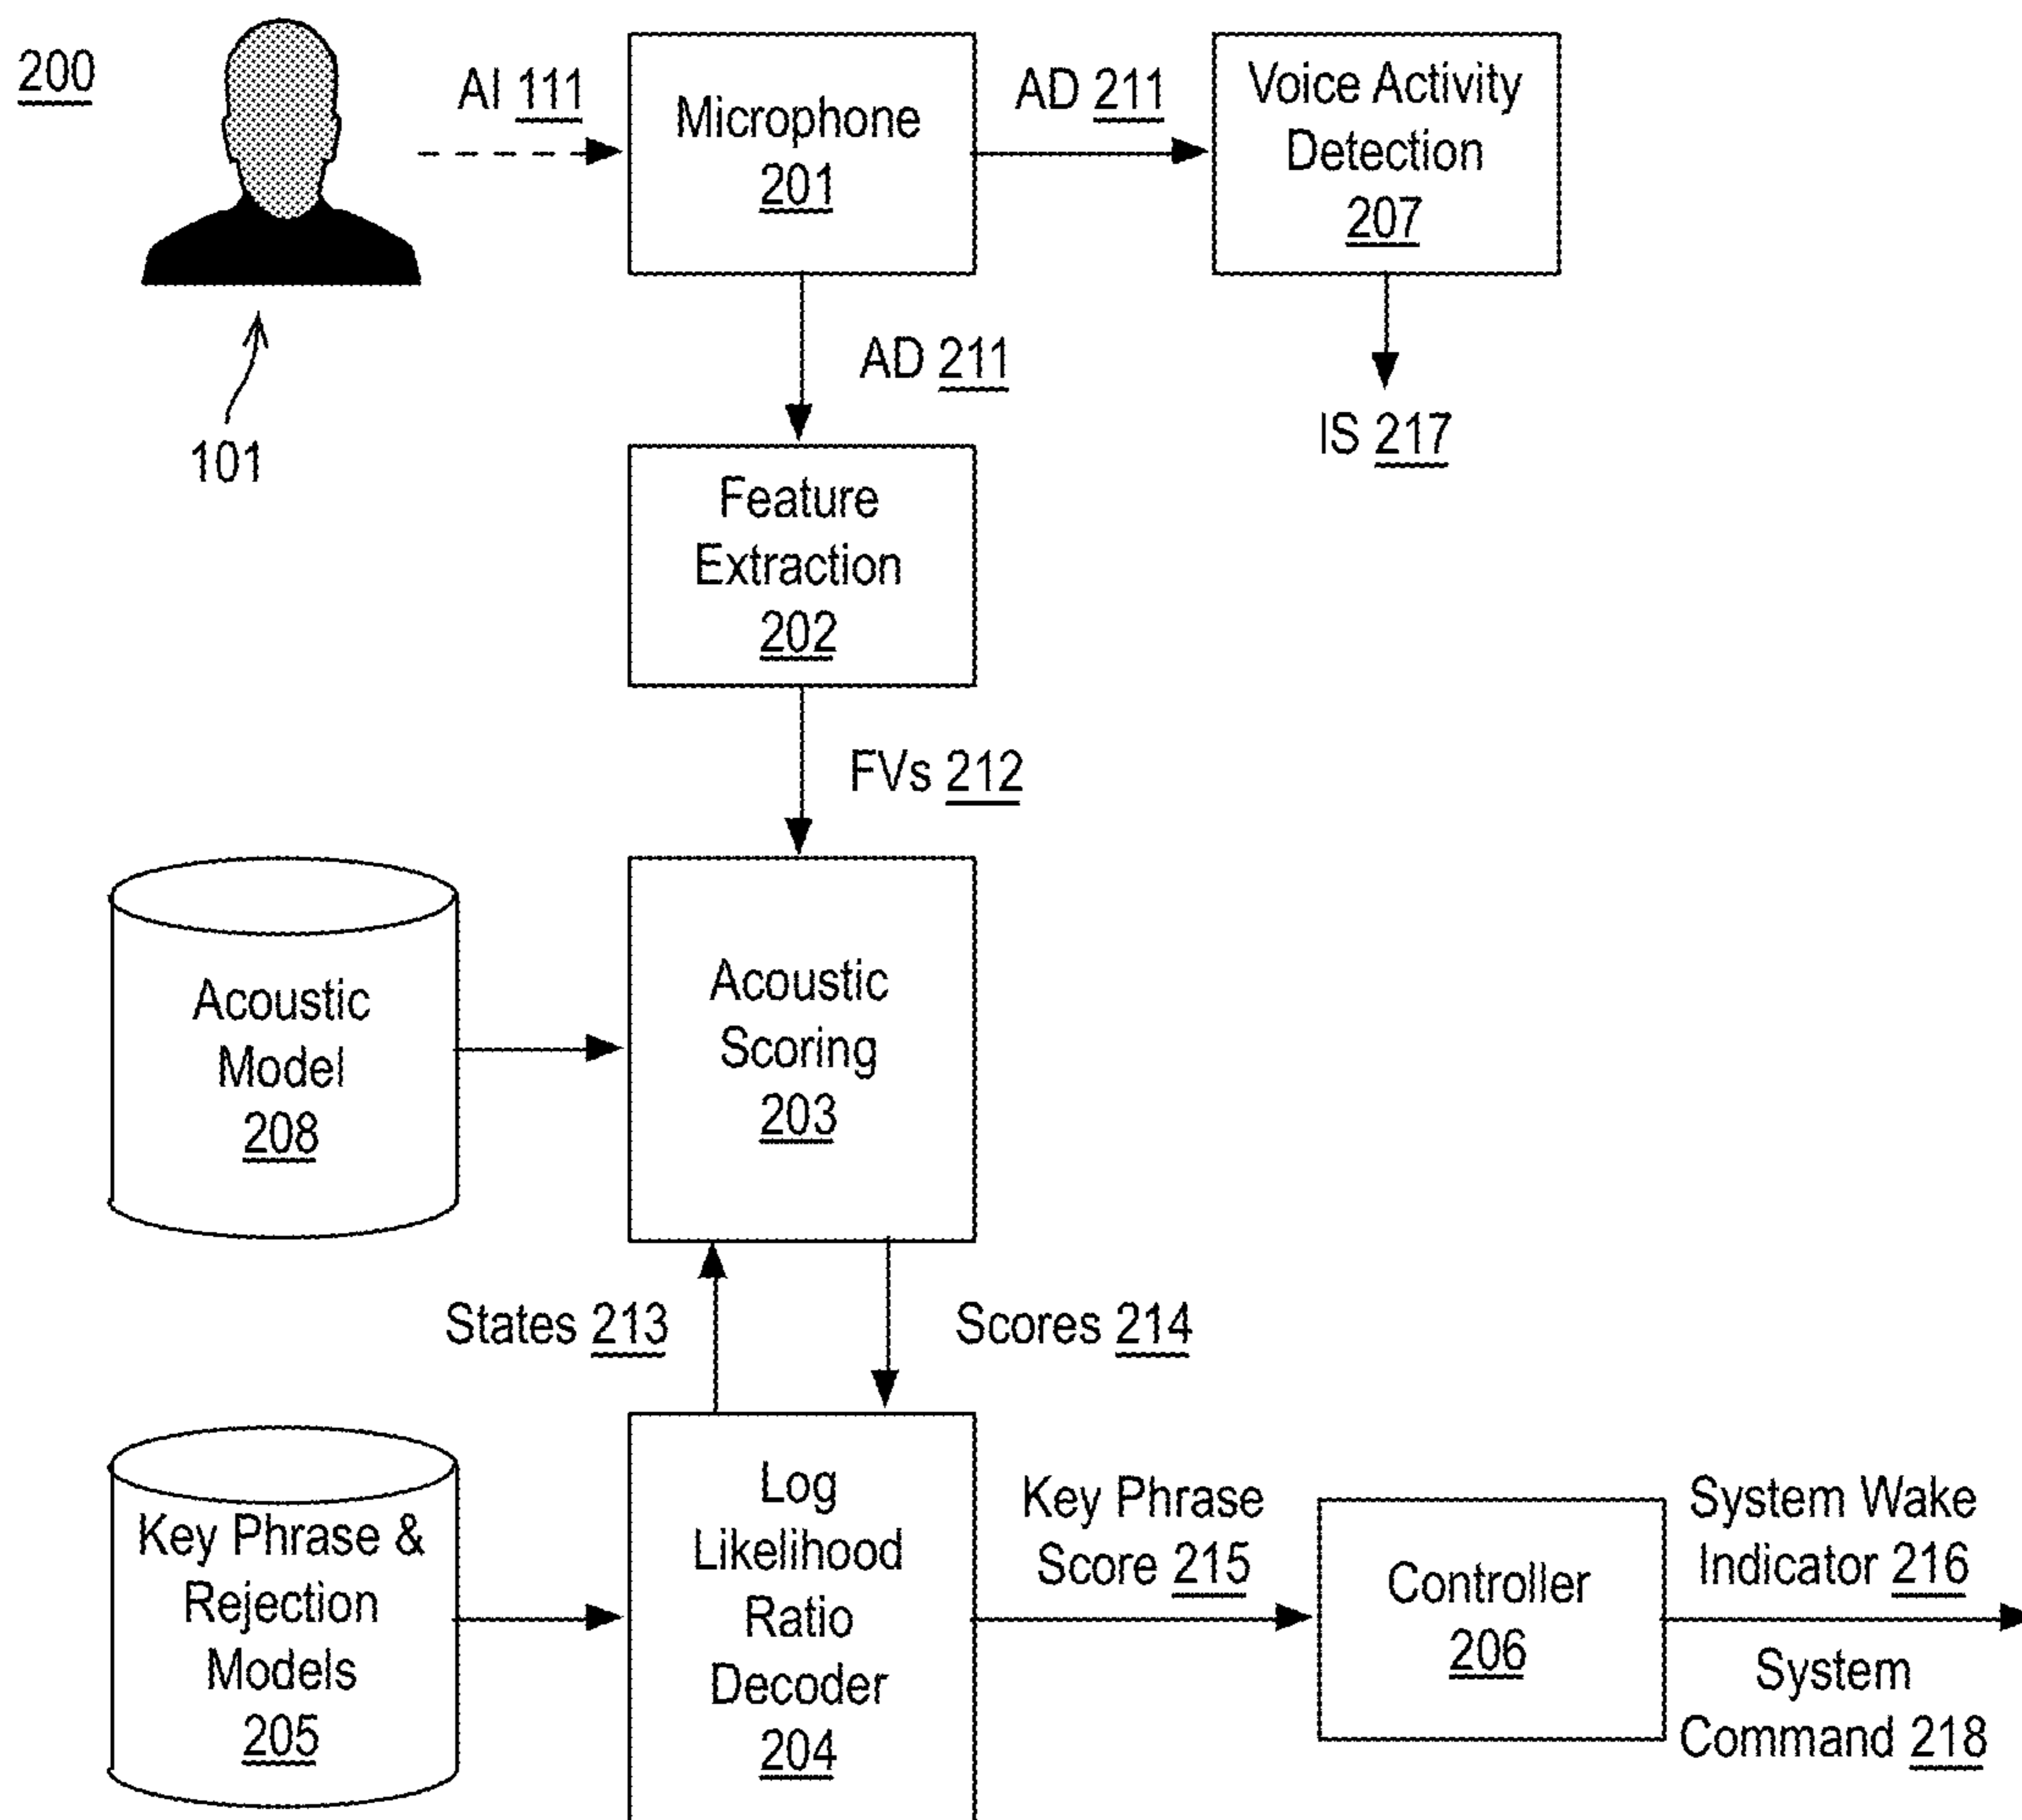 200
101
AI 111
Microphone
201
AD 211
Voice Activity
Detection
207
IS 217
AD 211
Feature
Extraction
202
FVs 212
Acoustic
Model
208
Acoustic
Scoring
203
States 213
Scores 214
Key Phrase &
Rejection
Models
205
Log
Likelihood
Ratio
Decoder
204
Key Phrase
Score 215
Controller
206
System Wake
Indicator 216
System
Command 218